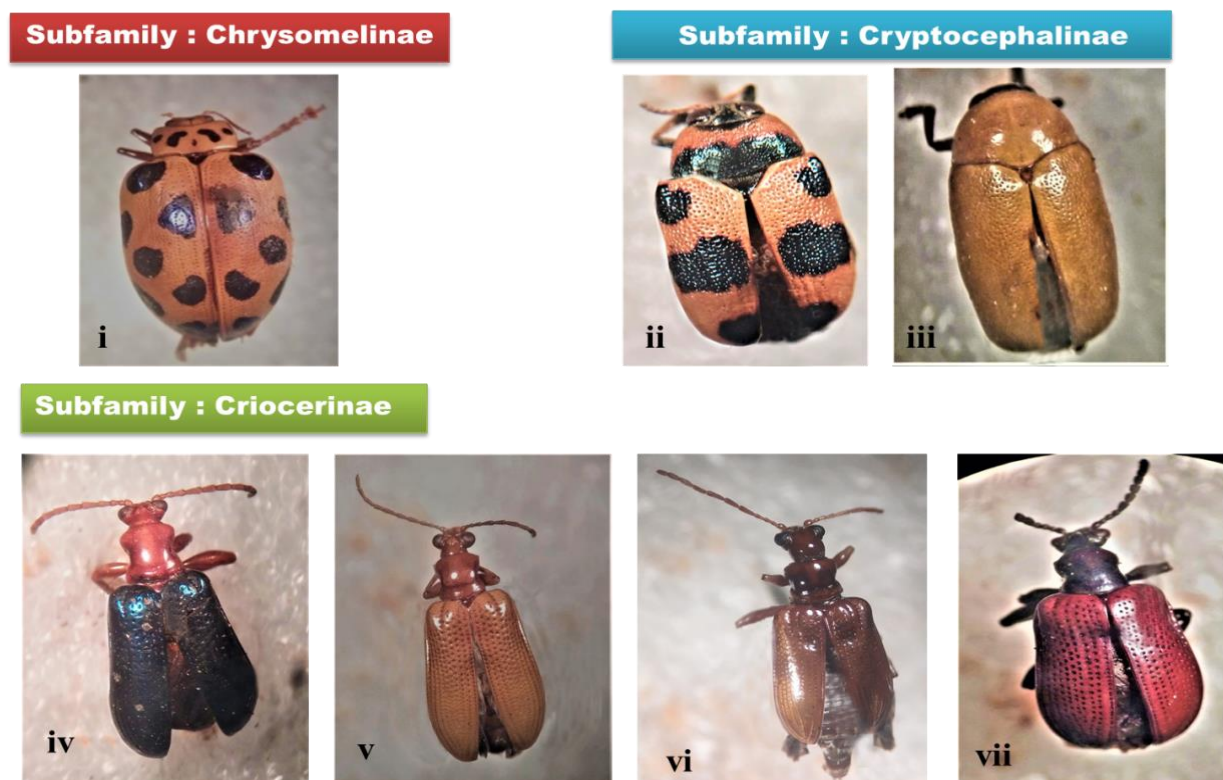 Subfamily : Chrysomelinae
Subfamily : Cryptocephalinae
i
ii
iii
Subfamily : Criocerinae
iv
v
vi
vii